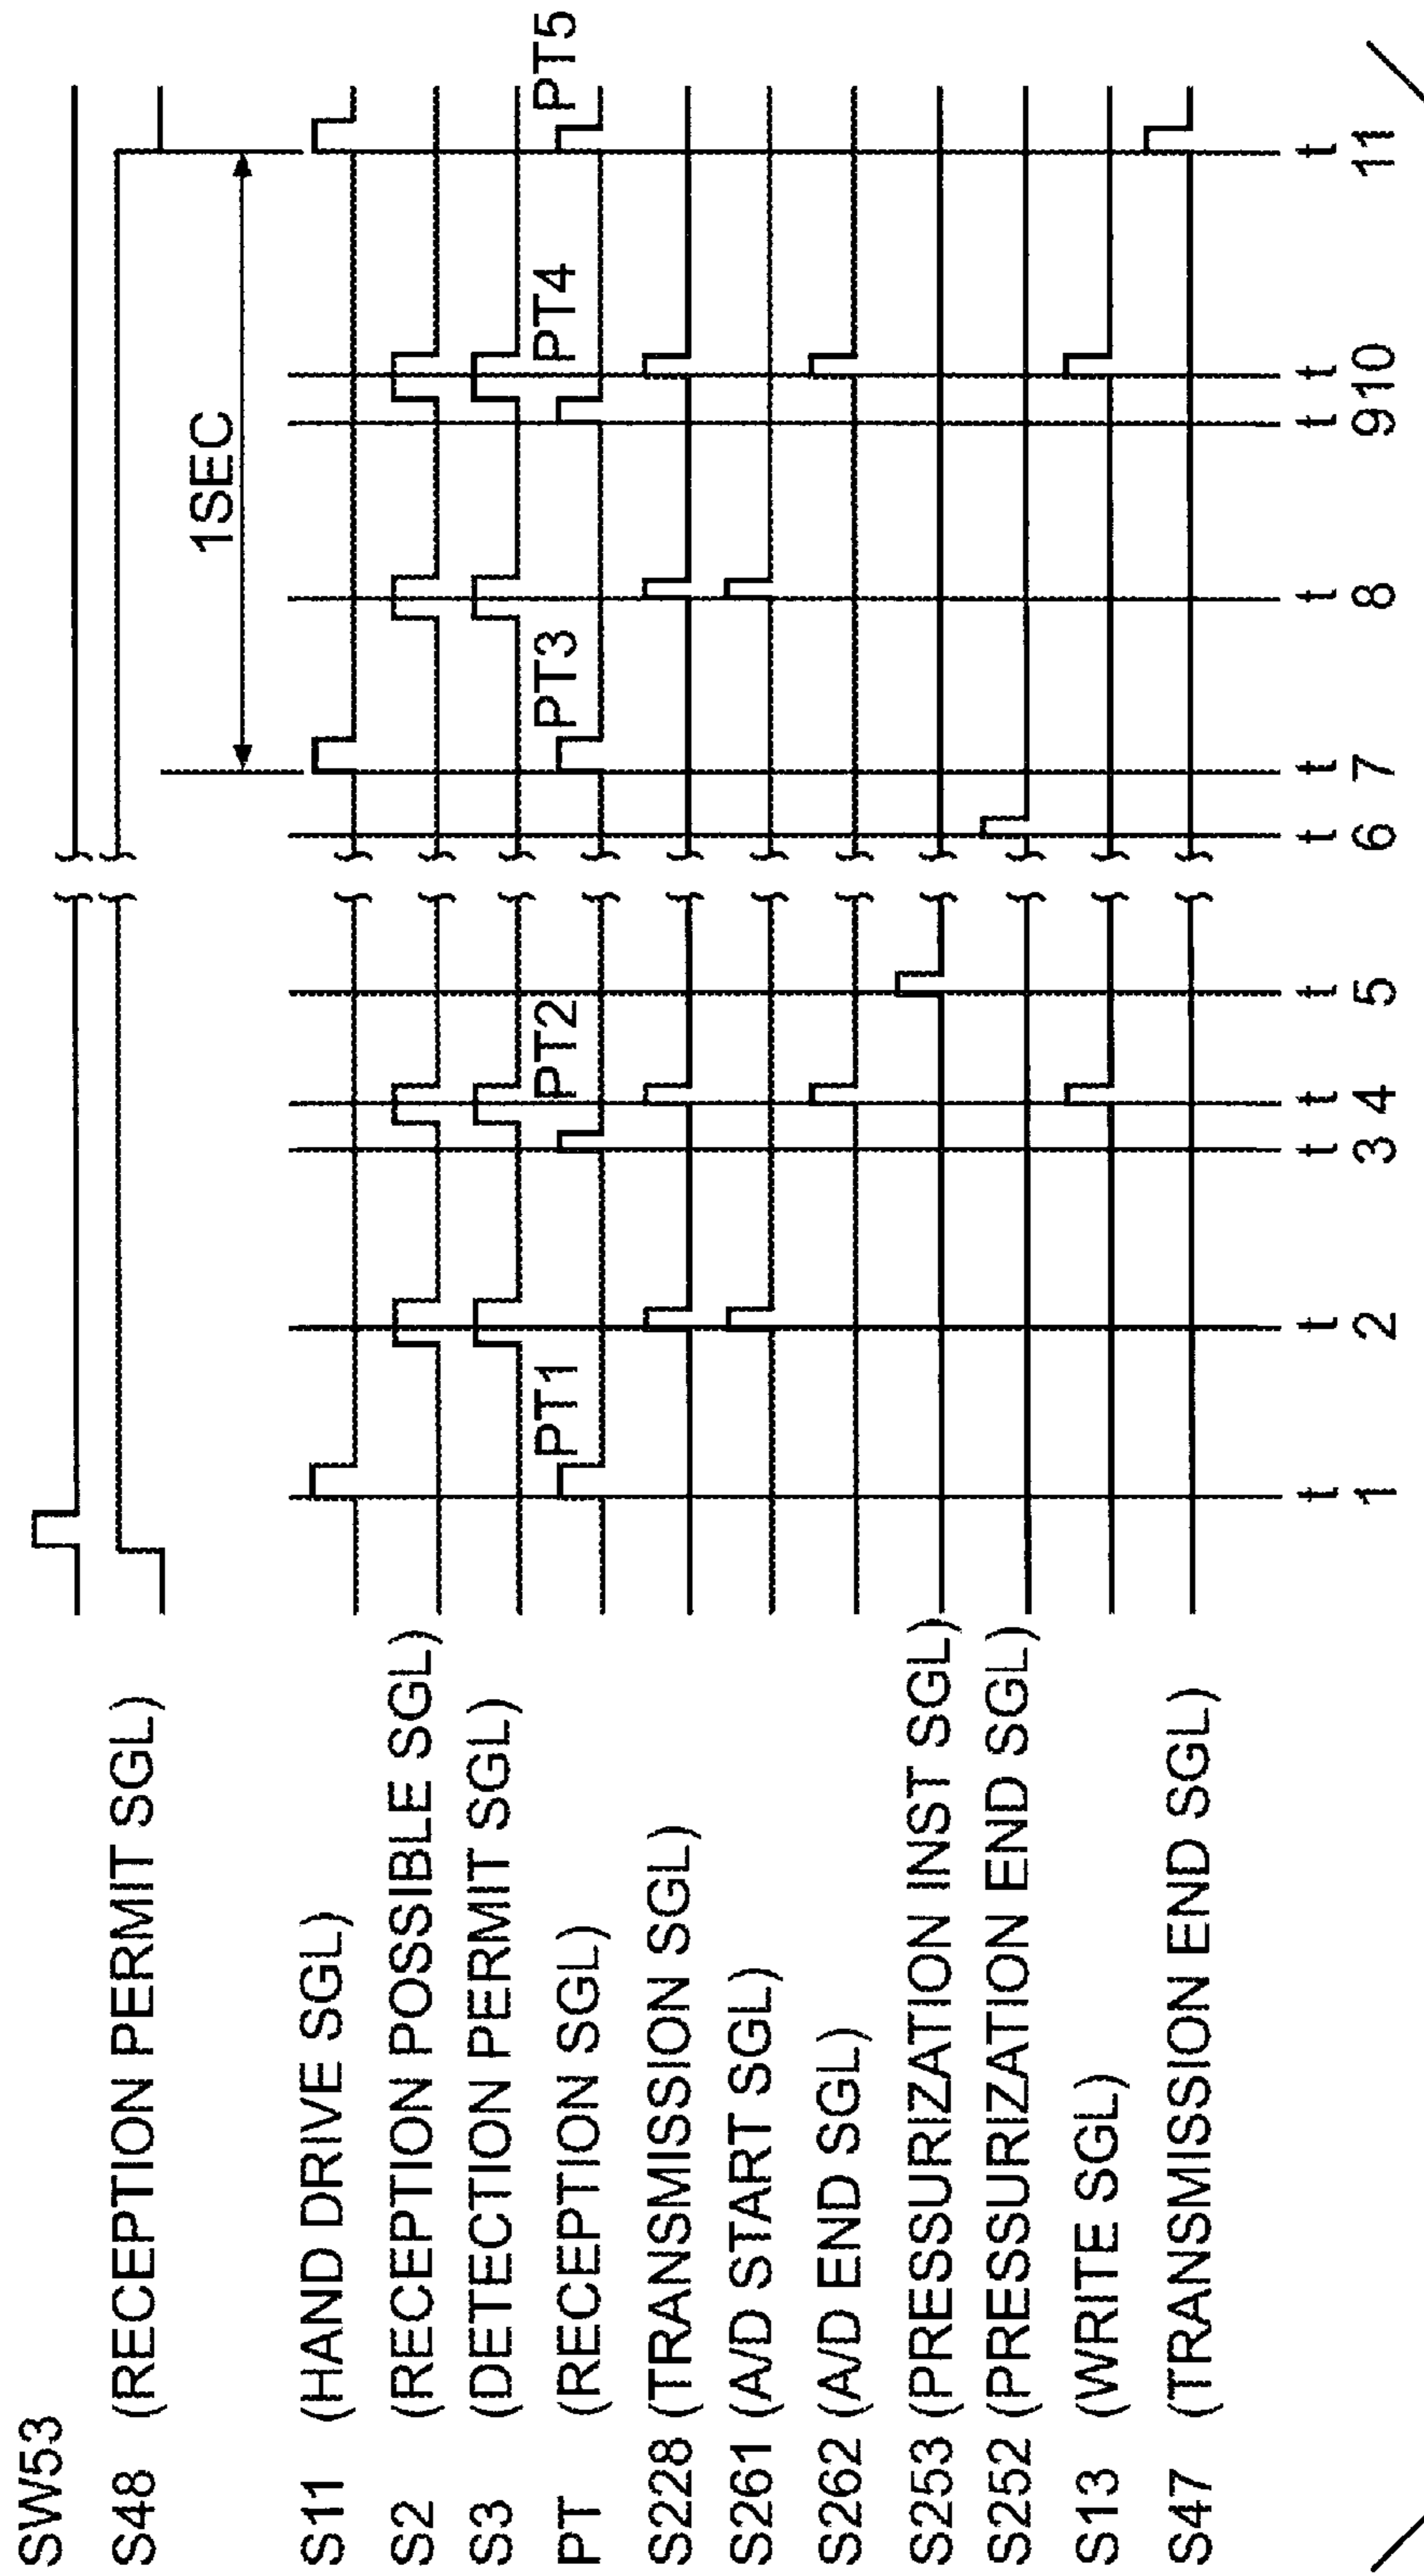 SW53
S48 (RECEPTION PERMIT SGL)
1SEC
S11 (HAND DRIVE SGL)
S2 (RECEPTION POSSIBLE SGL)
S3 (DETECTION PERMIT SGL)
PT (RECEPTION SGL) PT1 PT2 PT3 PT4 PT5
S228 (TRANSMISSION SGL)
S261 (A/D START SGL)
S262 (A/D END SGL)
S253 (PRESSURIZATION INST SGL)
S252 (PRESSURIZATION END SGL)
S13 (WRITE SGL)
S47 (TRANSMISSION END SGL)
t t t t t t t t t t t
1 2 3 4 5 6 7 8 9 10 11